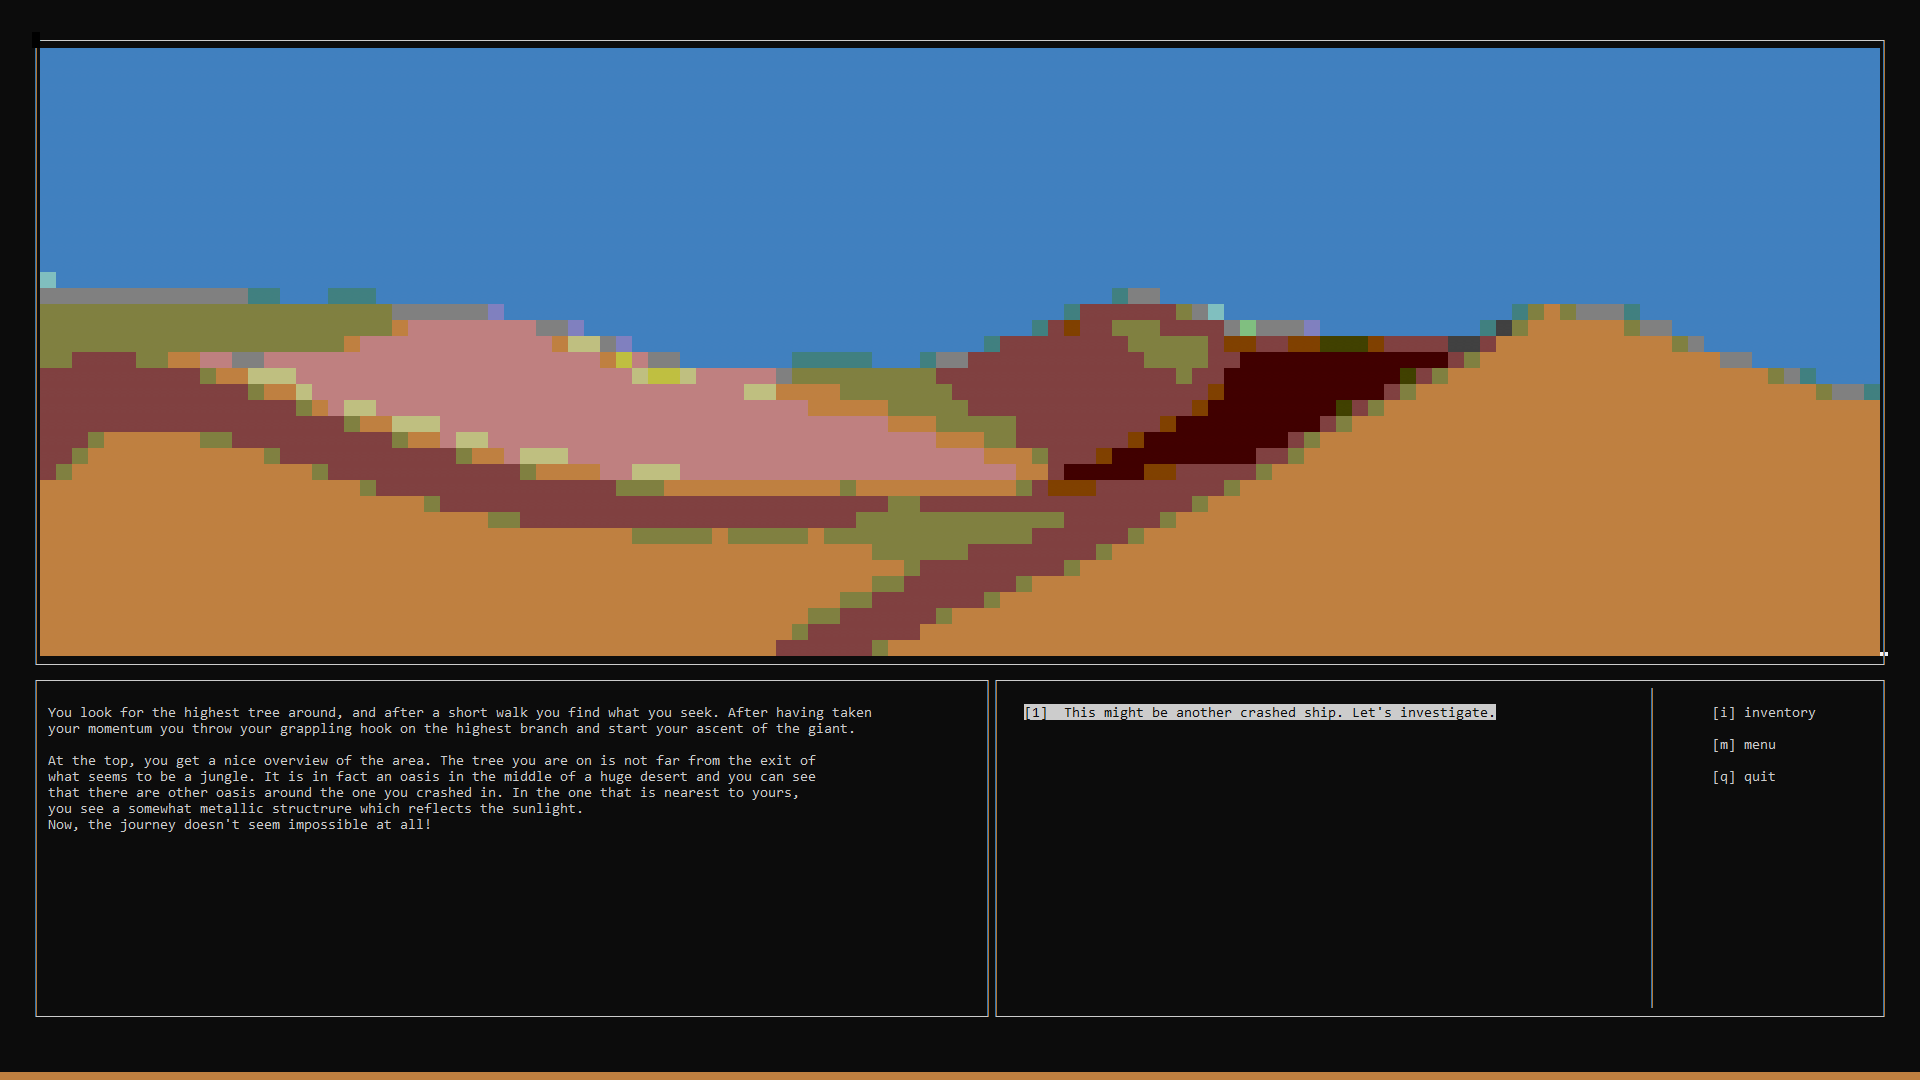 You look for the highest tree around, and after a short walk you find what you seek. After having taken
your momentum you throw your grappling hook on the highest branch and start your ascent of the giant.
At the top, you get a nice overview of the area. The tree you are on is not far from the exit of
what seems to be a jungle. It is in fact an oasis in the middle of a huge desert and you can see
that there are other oasis around the one you crashed in. In the one that is nearest to yours,
you see a somewhat metallic structrure which reflects the sunlight.
Now, the journey doesn't seem impossible at all!
[1]  This might be another crashed ship. Let's investigate.
[i] inventory
[m] menu
[q] quit